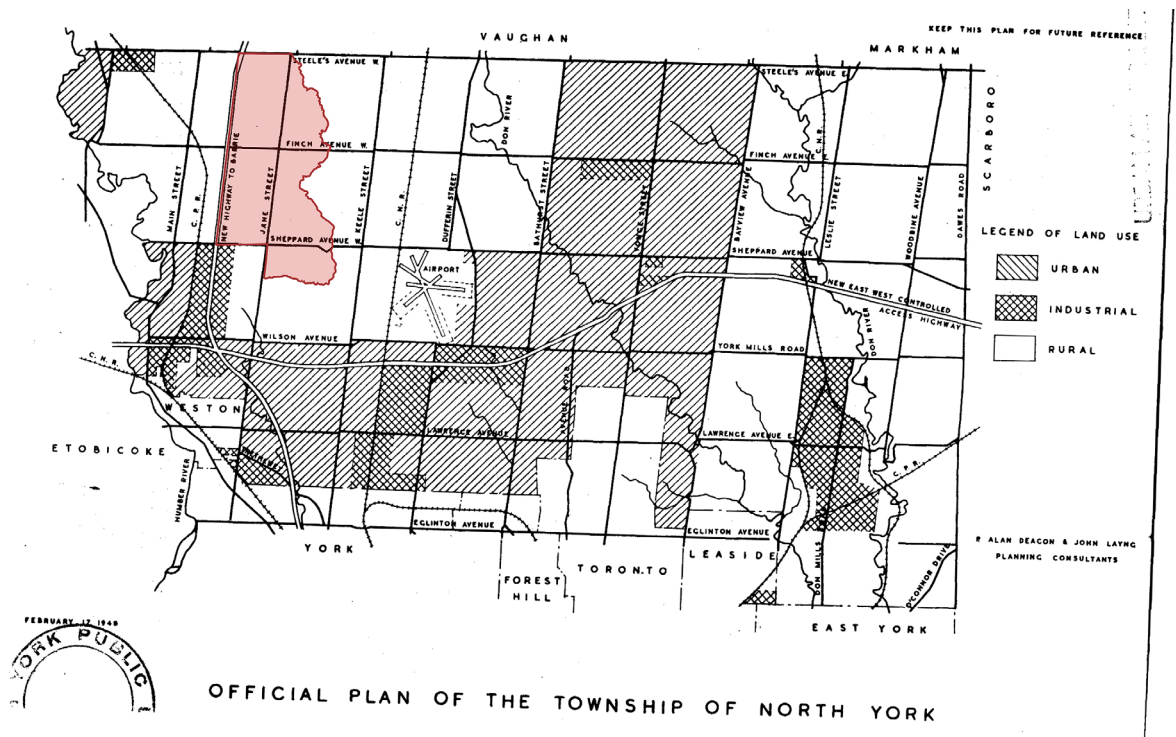 KEEP THIS PLAN FOR FUTURE REFERENCE
VAUGHAN
MARKHAM
STEELE'S AVENUE W.
STEELE'S AVENUE E.
SCARBORO
DON RIVER
C.N.R.
MAIN STREET
C.P.R.
NEW HIGHWAY TO BARRIE
JANE STREET
FINCH AVENUE W.
KEELE STREET
C.N.R.
DUFFERIN STREET
BATHURST STREET
YONGE STREET
BAYVIEW AVENUE
FINCH AVENUE E.
LESLIE STREET
WOODBINE AVENUE
DAWES ROAD
SHEPPARD AVENUE W.
SHEPPARD AVENUE
LEGEND OF LAND USE
URBAN
INDUSTRIAL
RURAL
AIRPORT
NEW EAST WEST CONTROLLED
ACCESS HIGHWAY
DON RIVER
WILSON AVENUE
YORK MILLS ROAD
C.N.R.
WESTON
AVENUE ROAD
LAWRENCE AVENUE
LAWRENCE AVENUE E.
ETOBICOKE
C.P.R.
HUMBER RIVER
EGLINTON AVENUE
EGLINTON AVENUE
DON MILLS
YORK
LEASIDE
TORONTO
FOREST
HILL
O'CONNOR DRIVE
EAST YORK
ALAN DEACON & JOHN LAYNG
PLANNING CONSULTANTS
FEBRUARY 17
YORK PUBLIC
OFFICIAL PLAN OF THE TOWNSHIP OF NORTH YORK